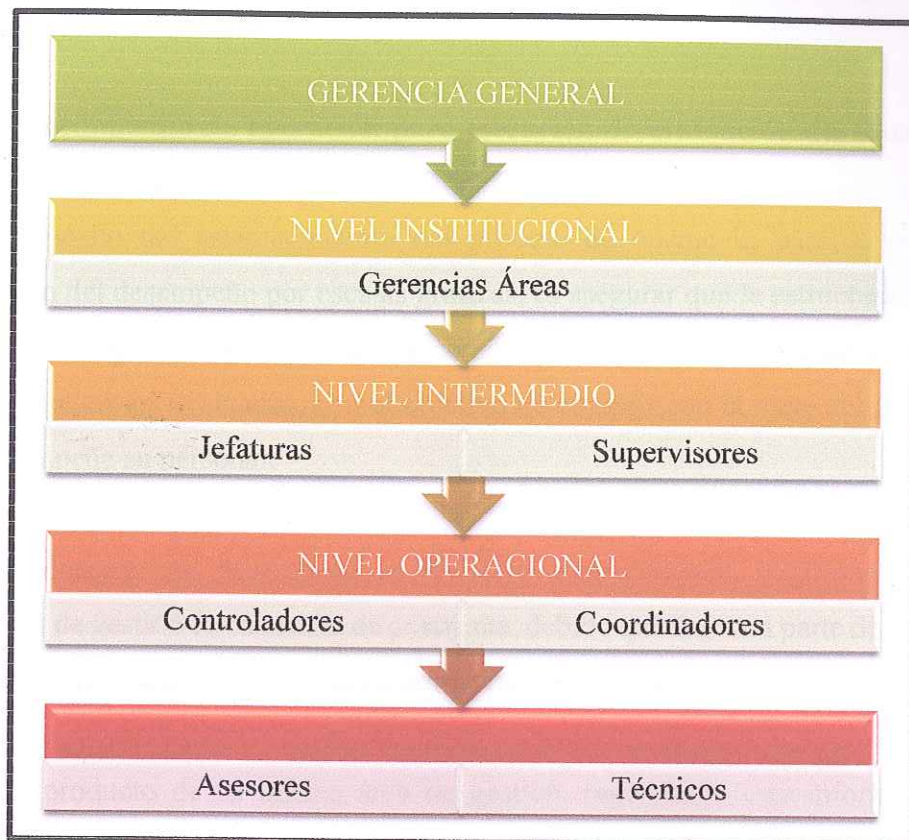 GERENCIA GENERAL
NIVEL INSTITUCIONAL
Gerencias Áreas
NIVEL INTERMEDIO
Jefaturas Supervisores
NIVEL OPERACIONAL
Controladores Coordinadores
Asesores Técnicos